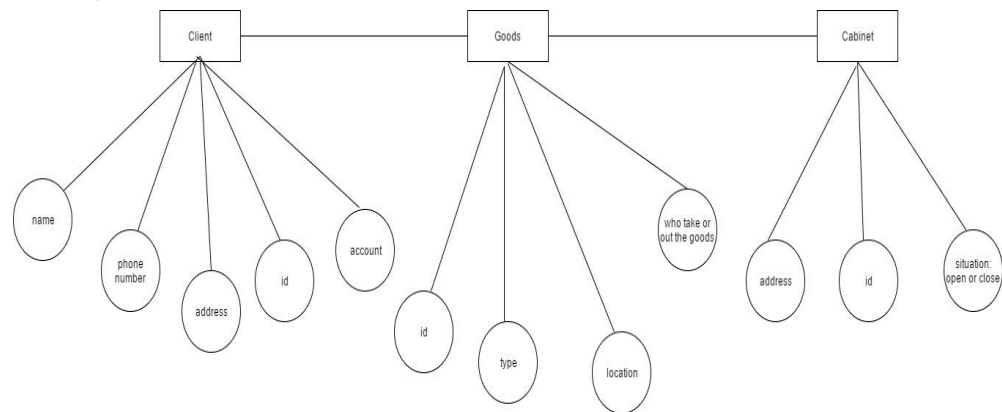 Client
Goods
Cabinet
name
phone
number
address
id
account
id
type
location
who take or
out the goods
address
id
situation:
open or close